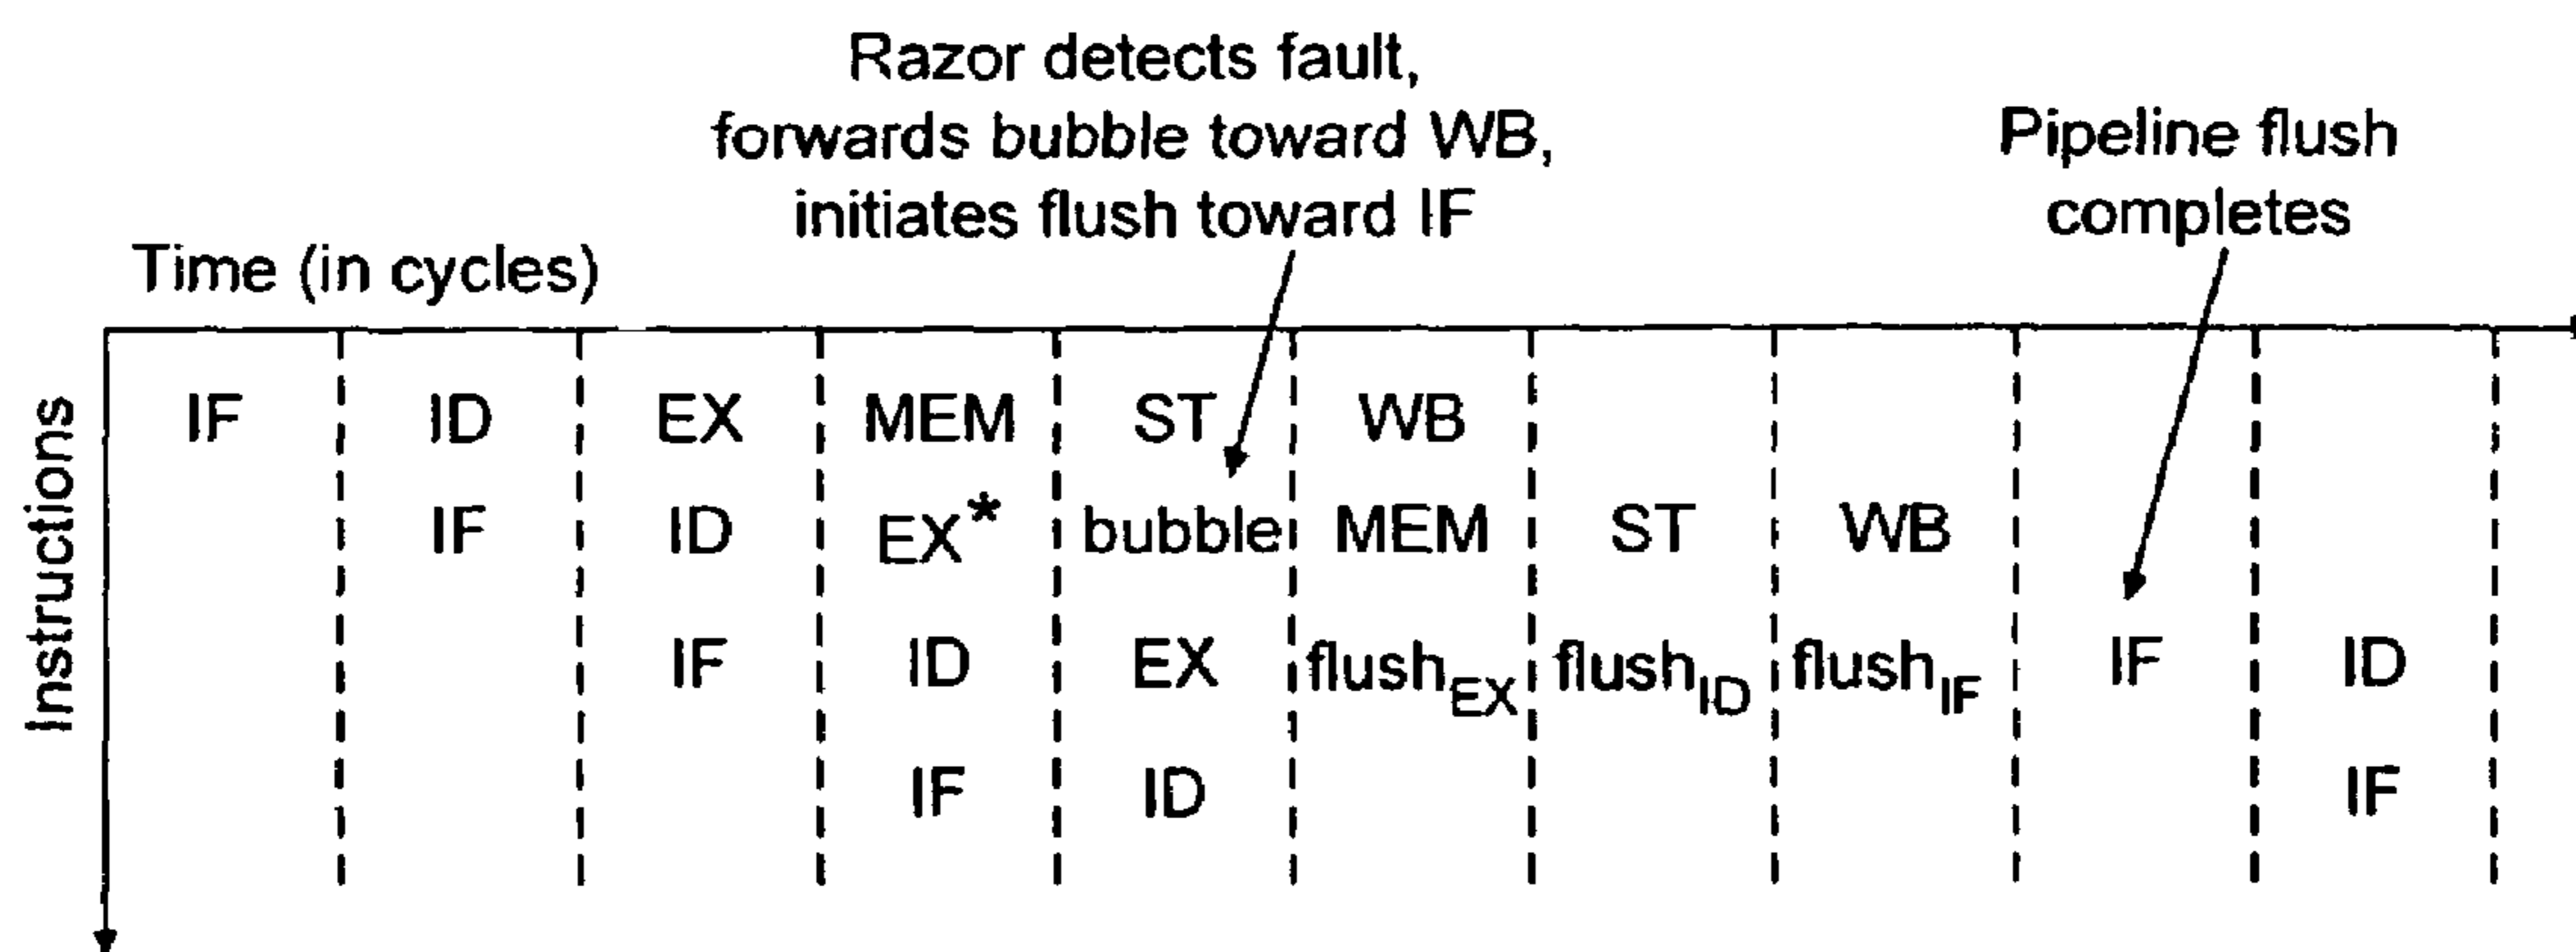 Razor detects fault,
forwards bubble toward WB,
initiates flush toward IF
Pipeline flush
completes
Time (in cycles)
Instructions
IF ID EX MEM ST WB
IF ID EX* bubble MEM ST WB
IF ID EX flushEX flushID flushIF IF ID
IF ID IF